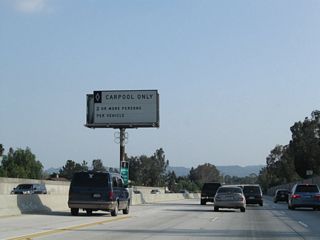 CARPOOL ONLY
2 OR MORE PERSONS
PER VEHICLE